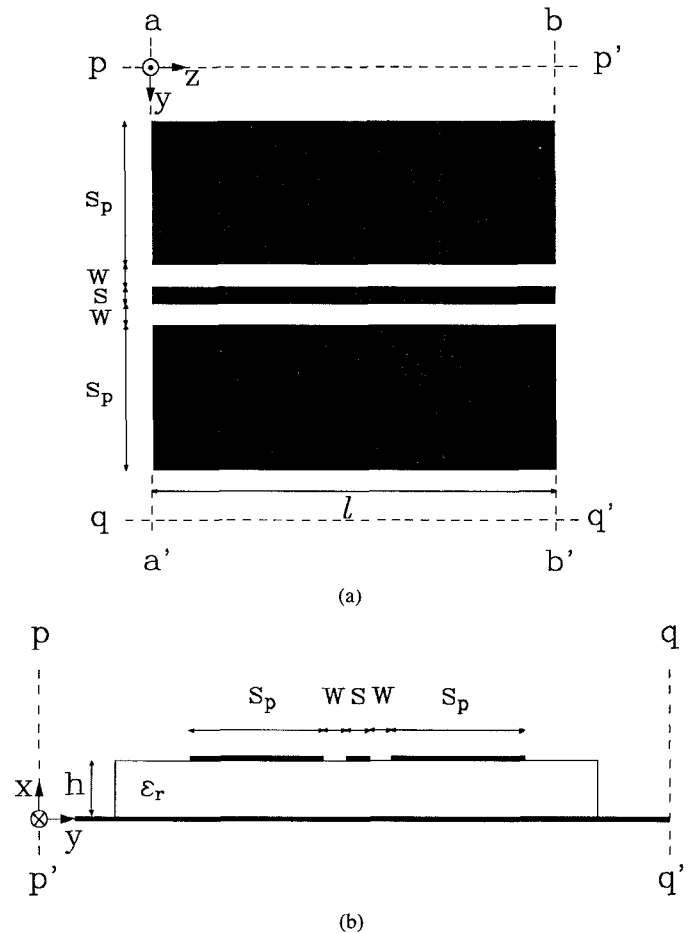 a b
p z p'
y
Sp
W
S
W
Sp
l
q q'
a' b'
(a)
p q
Sp W S W Sp
x h εr
y
p' q'
(b)